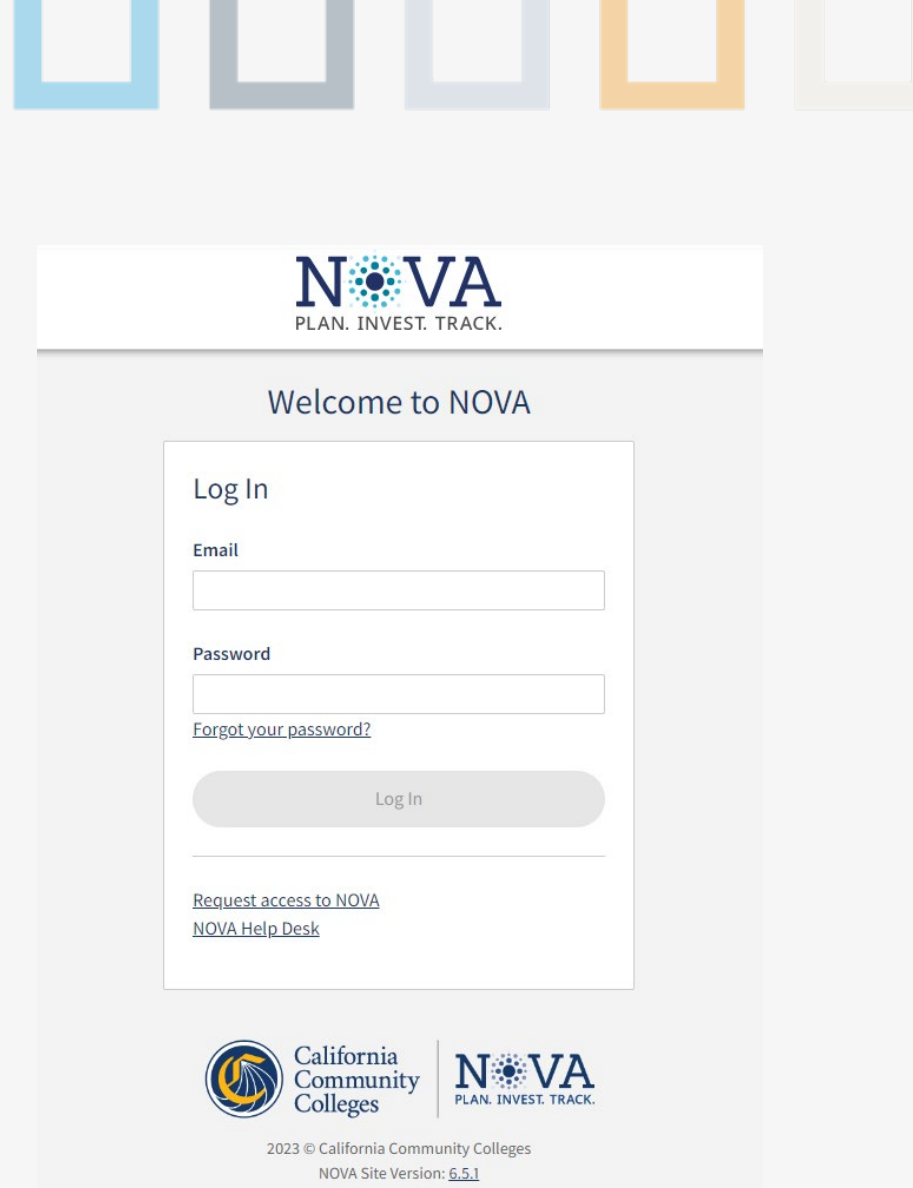 NOVA
PLAN. INVEST. TRACK.
Welcome to NOVA
Log In
Email
Password
Forgot your password?
Log In
Request access to NOVA
NOVA Help Desk
California
Community
Colleges
NOVA
PLAN. INVEST. TRACK.
2023 © California Community Colleges
NOVA Site Version: 6.5.1